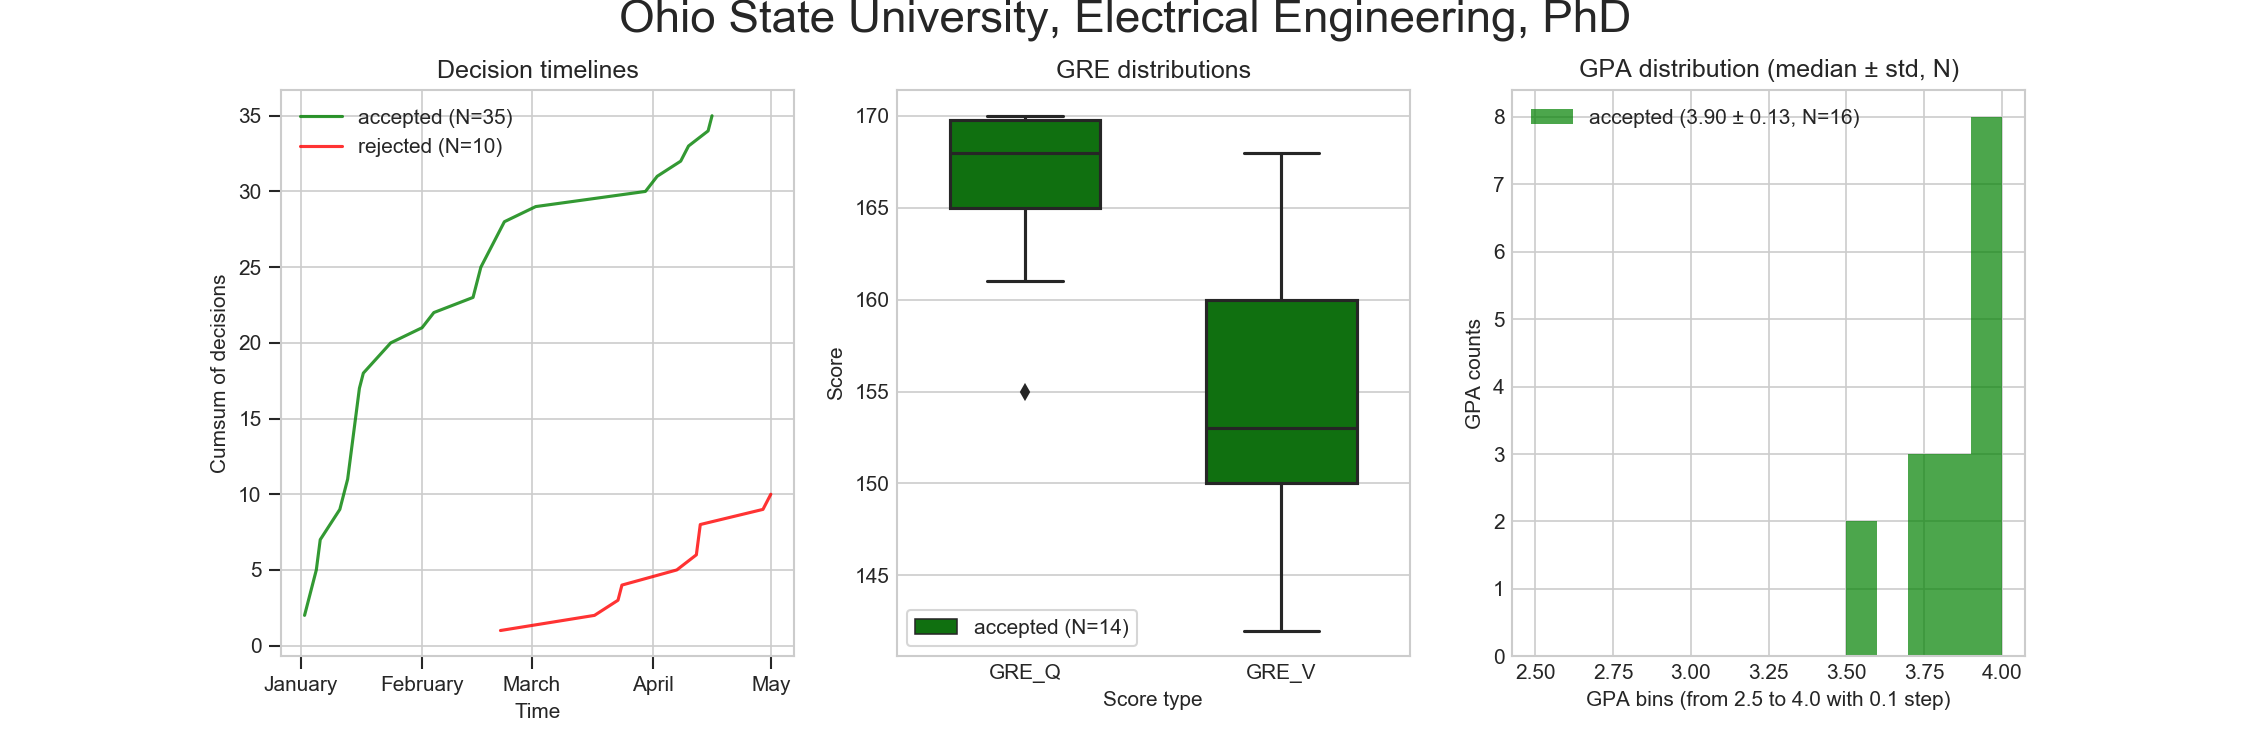 Ohio State University, Electrical Engineering, PhD
Decision timelines
accepted (N=35)
rejected (N=10)
35
30
25
20
15
10
5
0
Cumsum of decisions
January February March April May
Time
GRE distributions
170
165
160
155
150
145
Score
accepted (N=14)
GRE_Q GRE_V
Score type
GPA distribution (median ± std, N)
accepted (3.90 ± 0.13, N=16)
8
7
6
5
4
3
2
1
0
GPA counts
2.50 2.75 3.00 3.25 3.50 3.75 4.00
GPA bins (from 2.5 to 4.0 with 0.1 step)